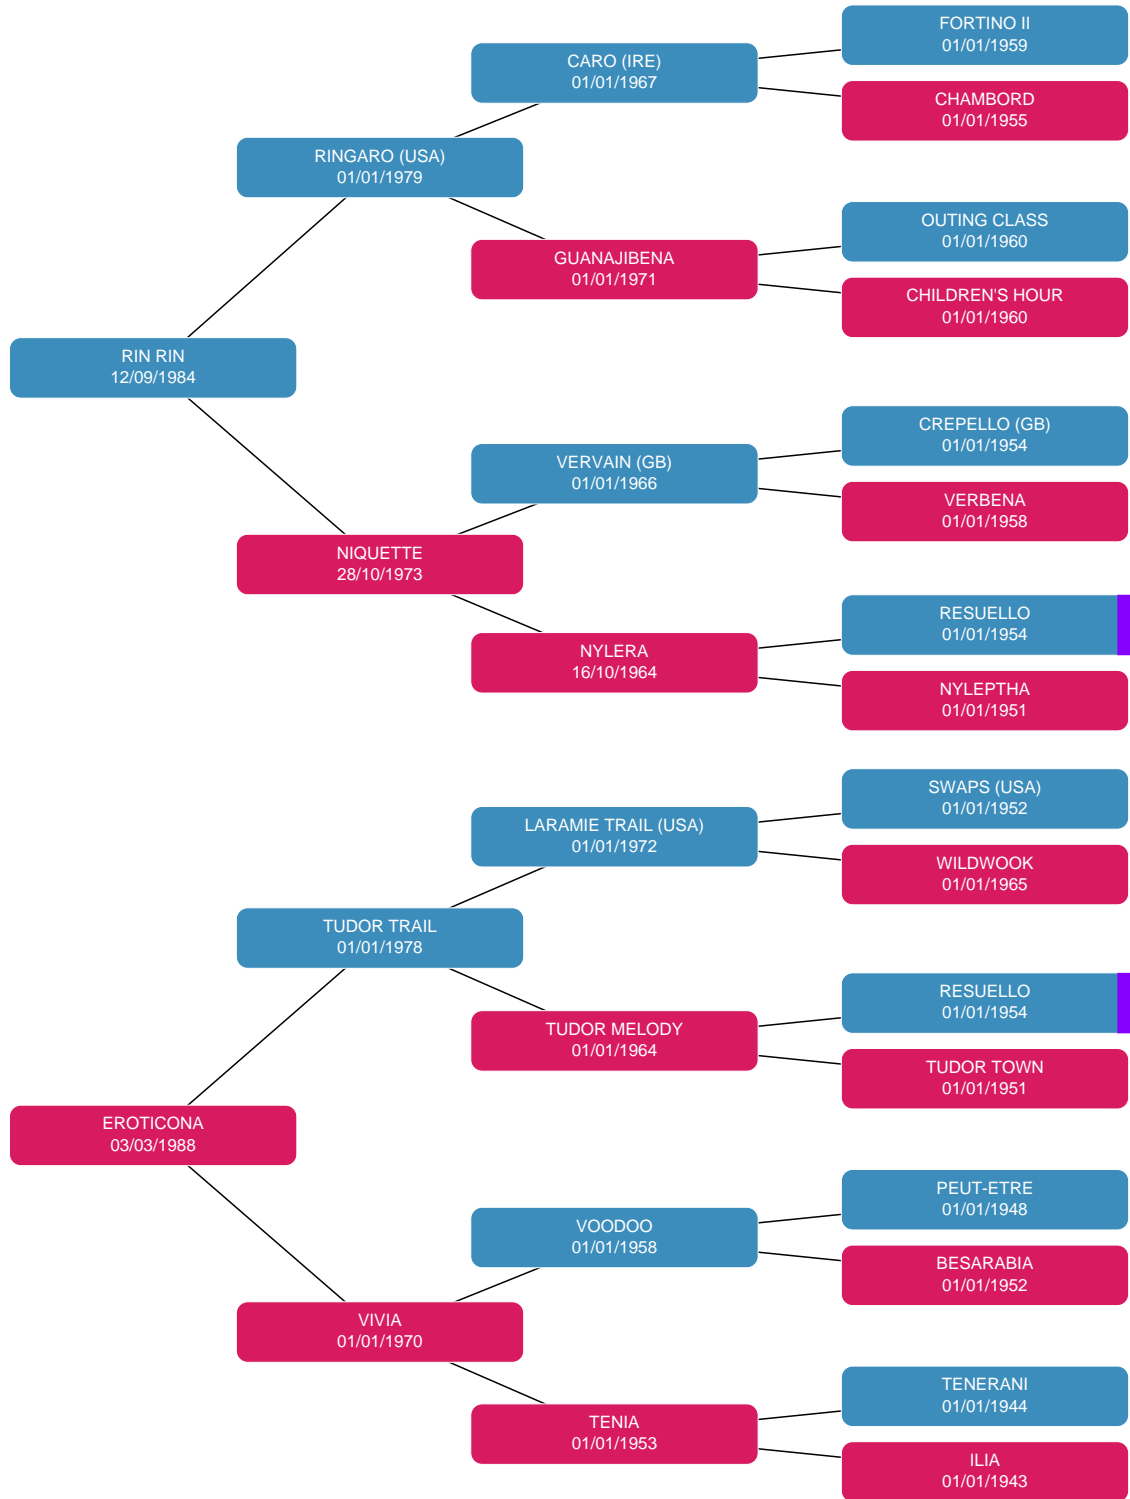 FORTINO II
01/01/1959
CARO (IRE)
01/01/1967
CHAMBORD
01/01/1955
RINGARO (USA)
01/01/1979
OUTING CLASS
01/01/1960
GUANAJIBENA
01/01/1971
CHILDREN'S HOUR
01/01/1960
RIN RIN
12/09/1984
CREPELLO (GB)
01/01/1954
VERVAIN (GB)
01/01/1966
VERBENA
01/01/1958
NIQUETTE
28/10/1973
RESUELLO
01/01/1954
NYLERA
16/10/1964
NYLEPTHA
01/01/1951
SWAPS (USA)
01/01/1952
LARAMIE TRAIL (USA)
01/01/1972
WILDWOOK
01/01/1965
TUDOR TRAIL
01/01/1978
RESUELLO
01/01/1954
TUDOR MELODY
01/01/1964
TUDOR TOWN
01/01/1951
EROTICONA
03/03/1988
PEUT-ETRE
01/01/1948
VOODOO
01/01/1958
BESARABIA
01/01/1952
VIVIA
01/01/1970
TENERANI
01/01/1944
TENIA
01/01/1953
ILIA
01/01/1943